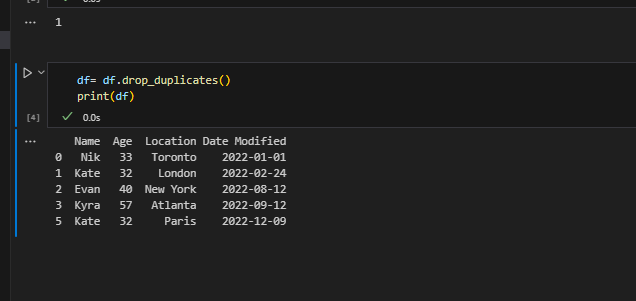 0.0s
1
df= df.drop_duplicates()
print(df)
[4]
0.0s
Name Age Location Date Modified
0 Nik 33 Toronto 2022-01-01
1 Kate 32 London 2022-02-24
2 Evan 40 New York 2022-08-12
3 Kyra 57 Atlanta 2022-09-12
5 Kate 32 Paris 2022-12-09